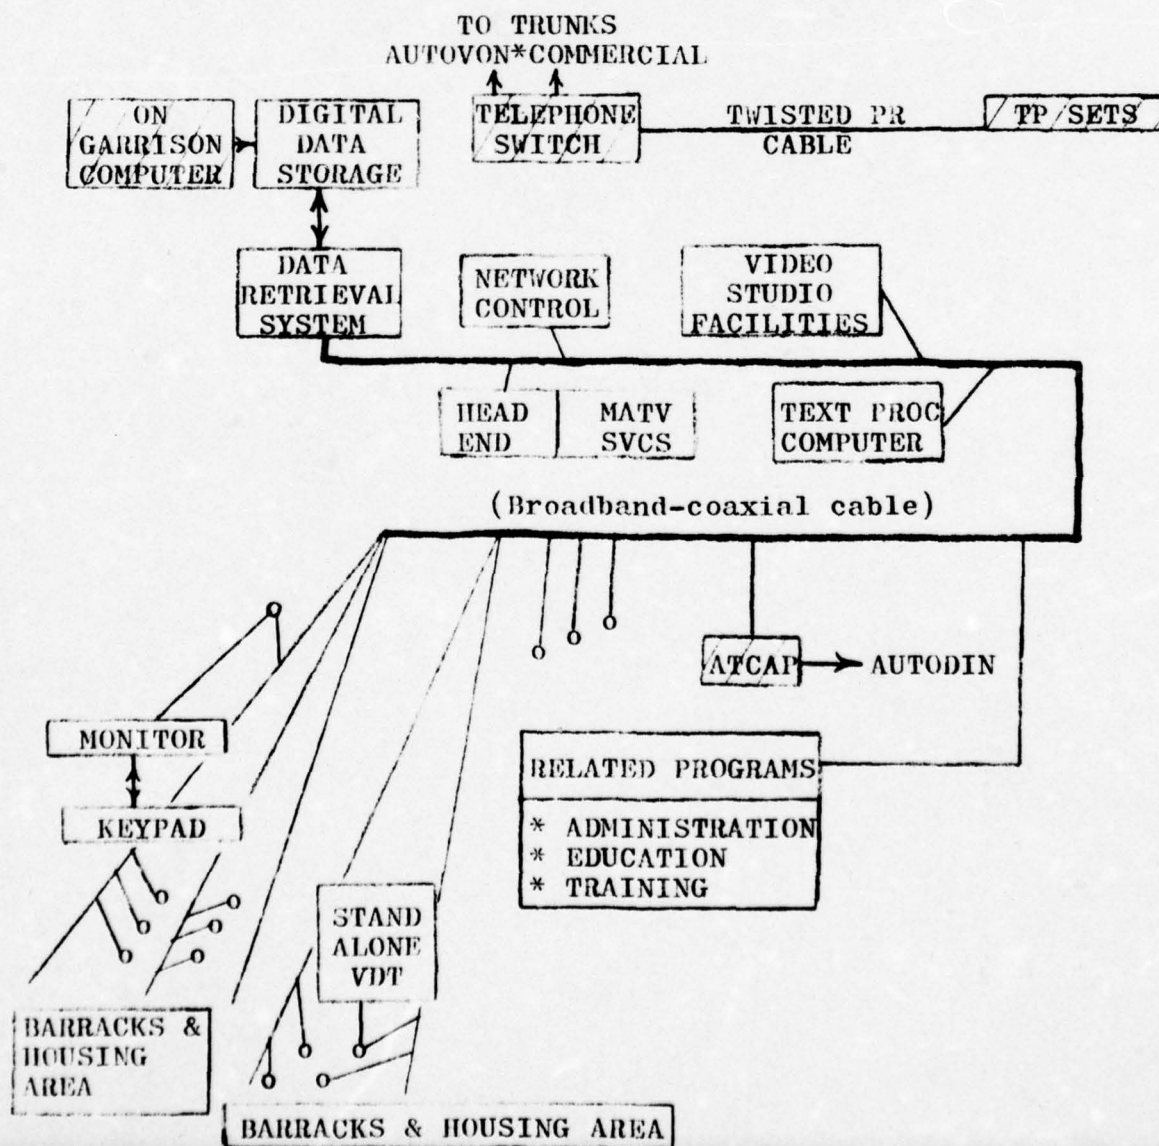 TO TRUNKS
AUTOVON*COMMERCIAL
ON
GARRISON
COMPUTER
DIGITAL
DATA
STORAGE
TELEPHONE
SWITCH
TWISTED PR
CABLE
TP SETS
DATA
RETRIEVAL
SYSTEM
NETWORK
CONTROL
VIDEO
STUDIO
FACILITIES
HEAD
END
MATV
SVCS
TEXT PROC
COMPUTER
(Broadband-coaxial cable)
ATCAP
AUTODIN
MONITOR
KEYPAD
RELATED PROGRAMS
* ADMINISTRATION
* EDUCATION
* TRAINING
STAND
ALONE
VDT
BARRACKS &
HOUSING
AREA
BARRACKS & HOUSING AREA